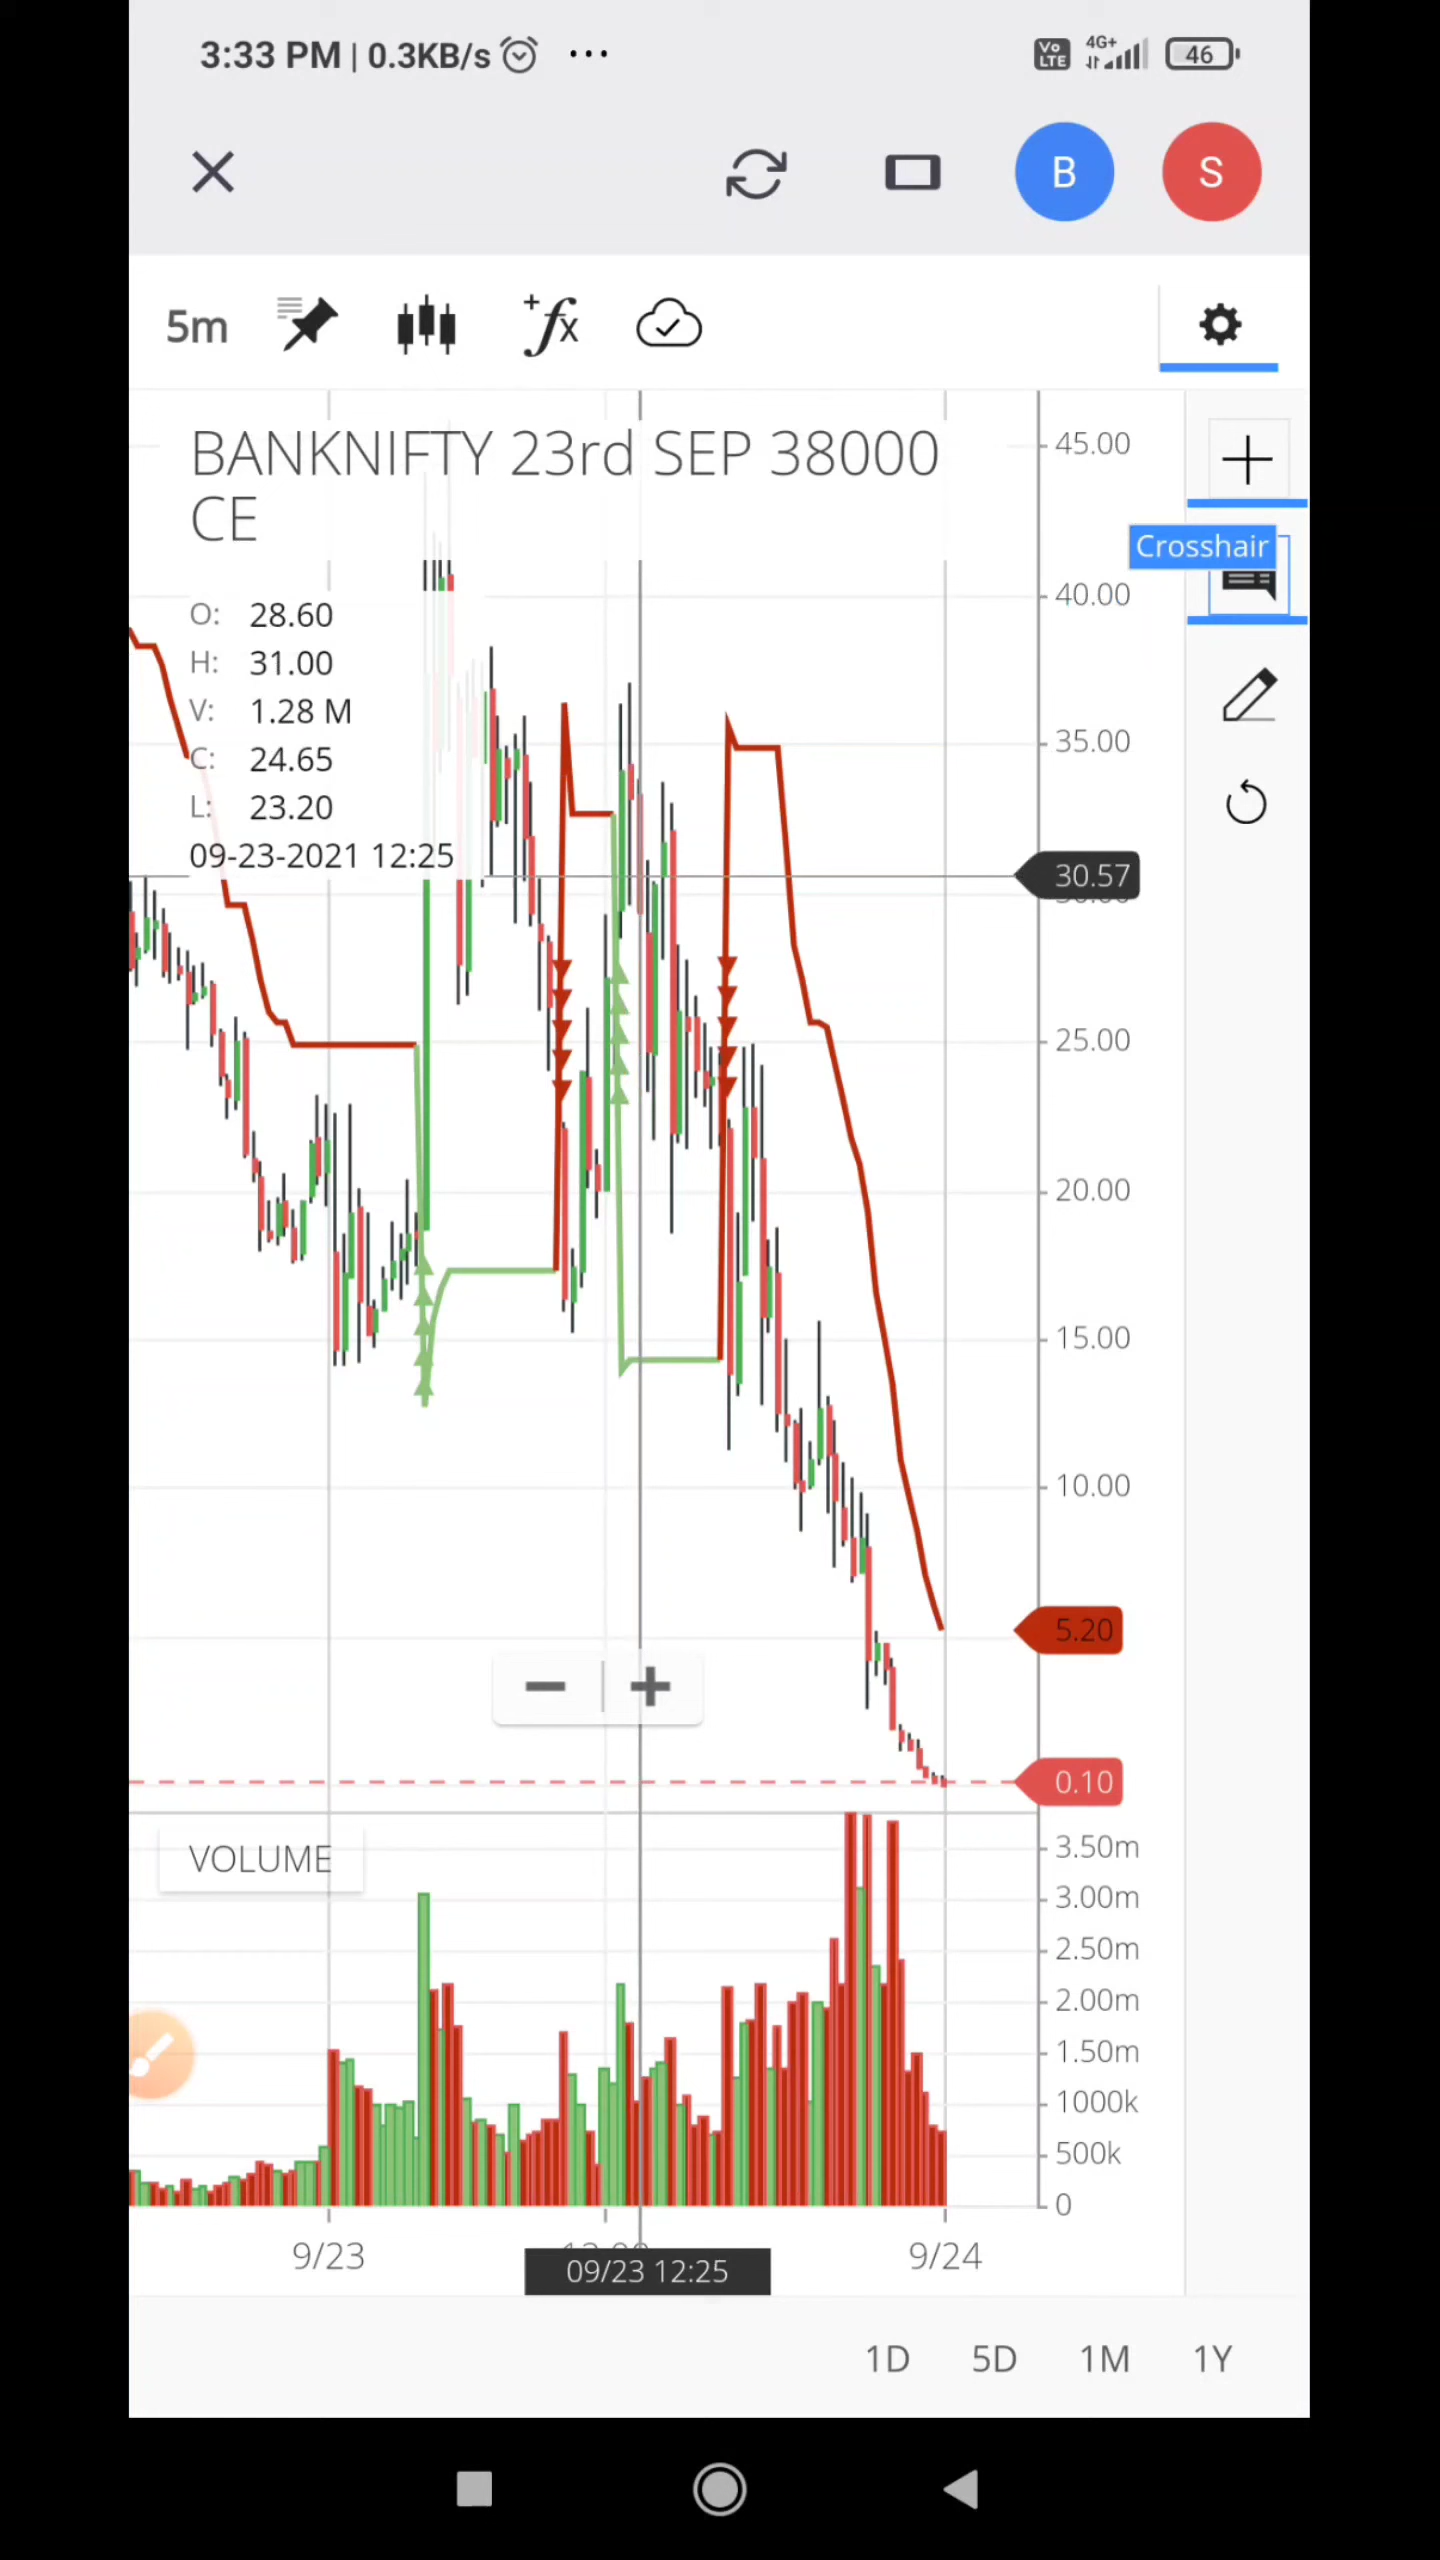 3:33 PM | 0.3KB/s ...
Vo LTE 4G+ 46
B S
5m +fx
BANKNIFTY 23rd SEP 38000
CE
O: 28.60
H: 31.00
V: 1.28 M
C: 24.65
L: 23.20
09-23-2021 12:25
Crosshair
45.00
40.00
35.00
30.57
25.00
20.00
15.00
10.00
5.20
0.10
VOLUME
3.50m
3.00m
2.50m
2.00m
1.50m
1000k
500k
0
9/23 09/23 12:25 9/24
1D 5D 1M 1Y